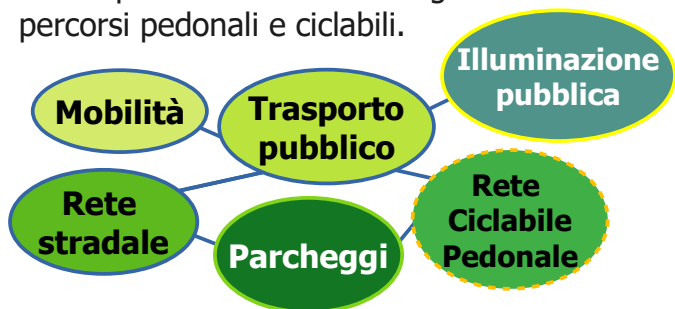 percorsi pedonali e ciclabili.
Illuminazione
pubblica
Mobilità
Trasporto
pubblico
Rete
stradale
Parcheggi
Rete
Ciclabile
Pedonale